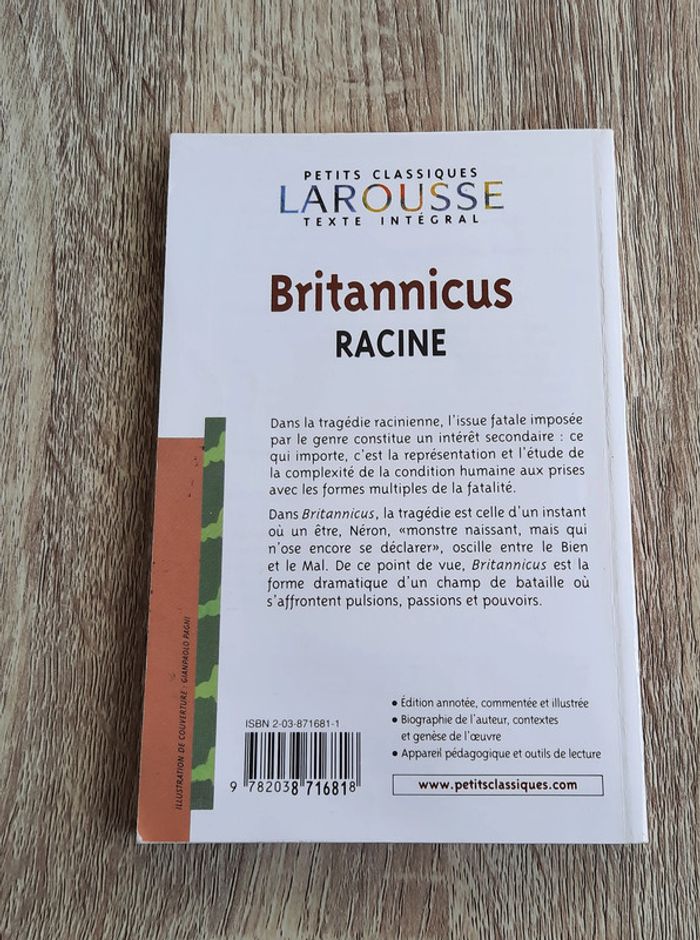 PETITS CLASSIQUES
LAROUSSE
TEXTE INTÉGRAL
Britannicus
RACINE
Dans la tragédie racinienne, l'issue fatale imposée
par le genre constitue un intérêt secondaire : ce
qui importe, c'est la représentation et l'étude de
la complexité de la condition humaine aux prises
avec les formes multiples de la fatalité.
Dans Britannicus, la tragédie est celle d'un instant
où un être, Néron, «monstre naissant, mais qui
n'ose encore se déclarer», oscille entre le Bien
et le Mal. De ce point de vue, Britannicus est la
forme dramatique d'un champ de bataille où
s'affrontent pulsions, passions et pouvoirs.
ILLUSTRATION DE COUVERTURE : GIANPAOLO PAGNI
ISBN 2-03-871681-1
9 782038 716818
• Édition annotée, commentée et illustrée
• Biographie de l'auteur, contextes
et genèse de l'œuvre
• Appareil pédagogique et outils de lecture
www.petitsclassiques.com